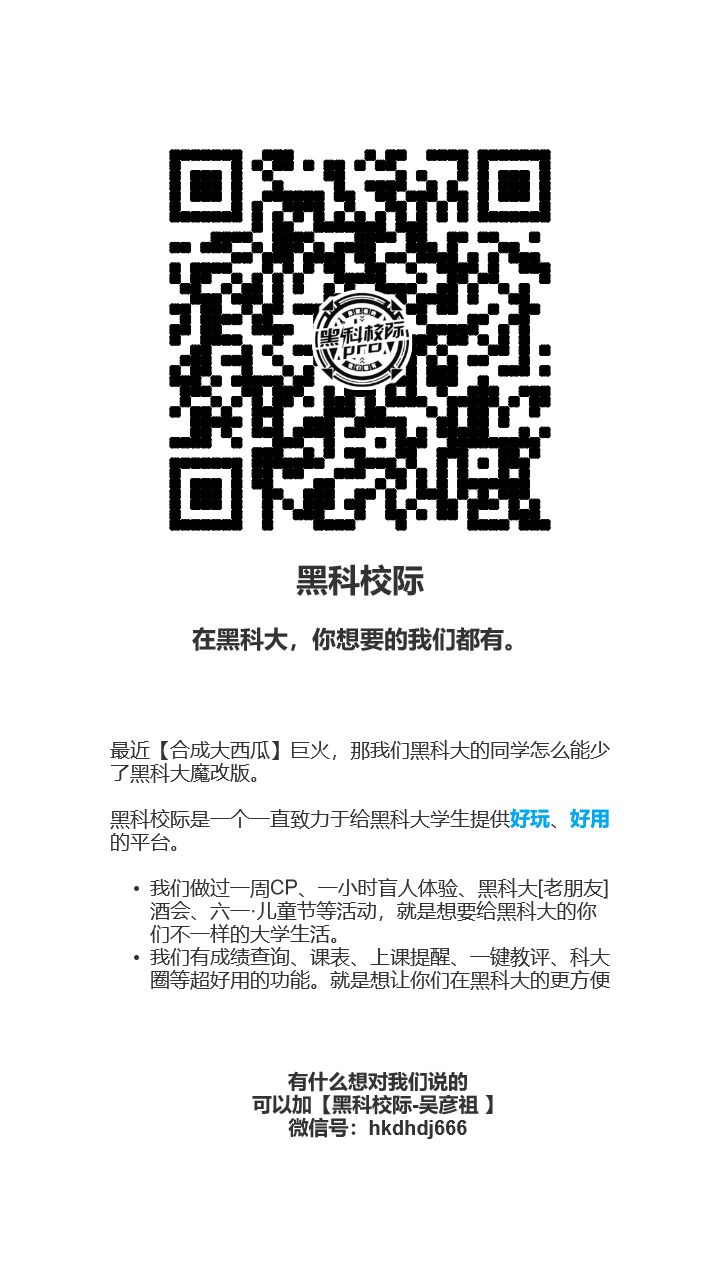 黑科校际
pro
黑科校际
在黑科大，你想要的我们都有。
最近【合成大西瓜】巨火，那我们黑科大的同学怎么能少
了黑科大魔改版。
黑科校际是一个一直致力于给黑科大学生提供好玩、好用
的平台。
• 我们做过一周CP、一小时盲人体验、黑科大[老朋友]
酒会、六一·儿童节等活动，就是想要给黑科大的你
们不一样的大学生活。
• 我们有成绩查询、课表、上课提醒、一键教评、科大
圈等超好用的功能。就是想让你们在黑科大的更方便
有什么想对我们说的
可以加【黑科校际-吴彦祖 】
微信号：hkdhdj666